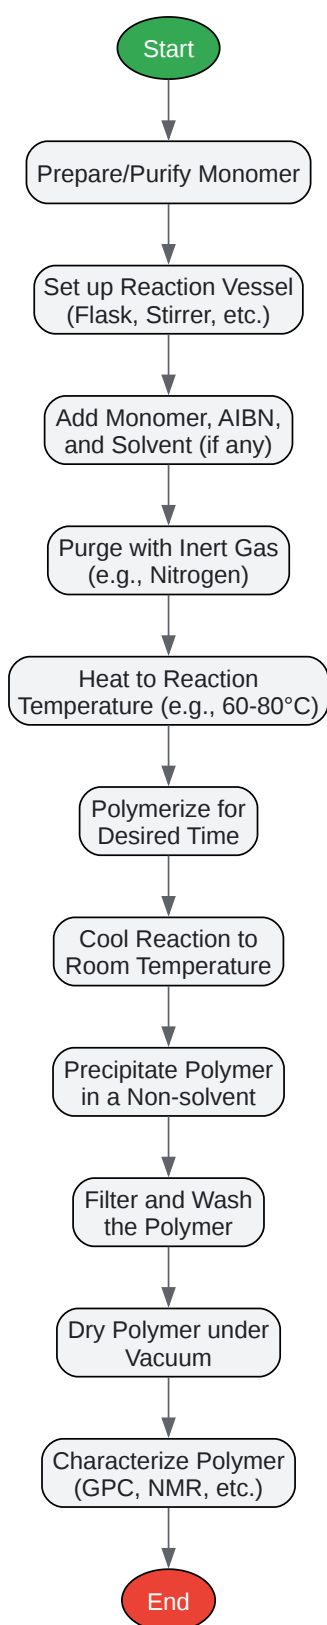 Start
Prepare/Purify Monomer
Set up Reaction Vessel
(Flask, Stirrer, etc.)
Add Monomer, AIBN,
and Solvent (if any)
Purge with Inert Gas
(e.g., Nitrogen)
Heat to Reaction
Temperature (e.g., 60-80°C)
Polymerize for
Desired Time
Cool Reaction to
Room Temperature
Precipitate Polymer
in a Non-solvent
Filter and Wash
the Polymer
Dry Polymer under
Vacuum
Characterize Polymer
(GPC, NMR, etc.)
End